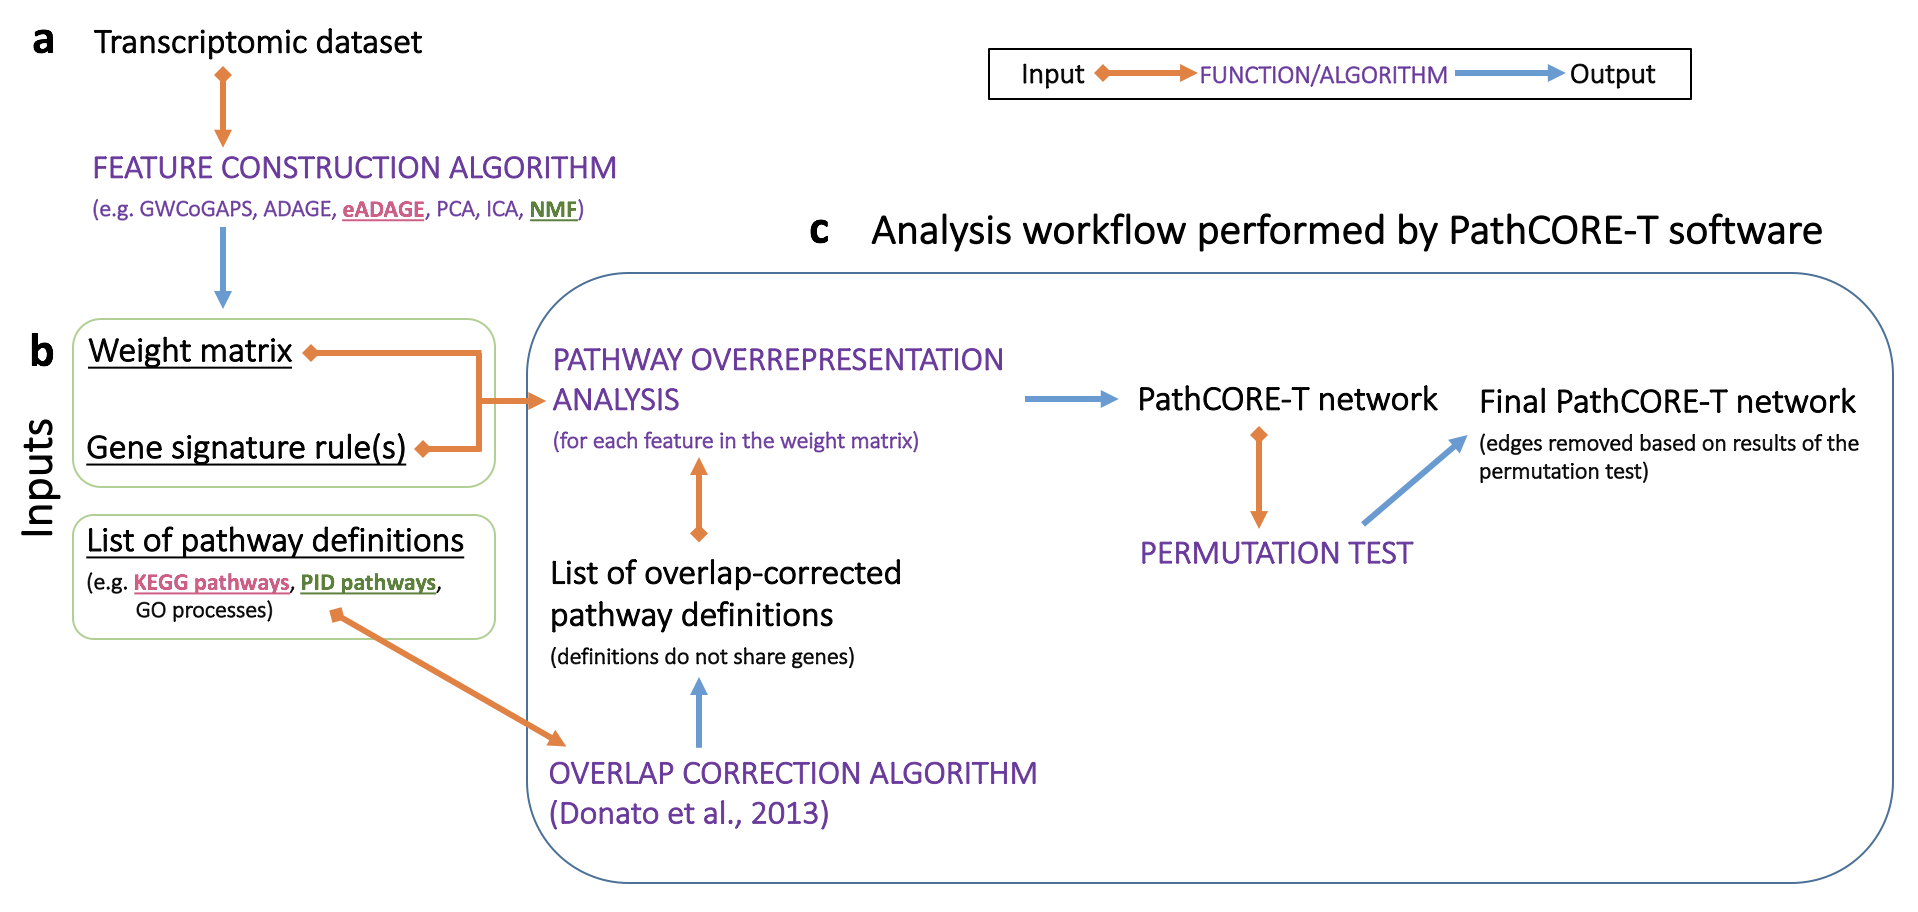 a Transcriptomic dataset
Input FUNCTION/ALGORITHM Output
FEATURE CONSTRUCTION ALGORITHM
(e.g. GWCoGAPS, ADAGE, eADAGE, PCA, ICA, NMF)
c Analysis workflow performed by PathCORE-T software
b
Inputs
Weight matrix
Gene signature rule(s)
List of pathway definitions
(e.g. KEGG pathways, PID pathways,
GO processes)
PATHWAY OVERREPRESENTATION
ANALYSIS
(for each feature in the weight matrix)
List of overlap-corrected
pathway definitions
(definitions do not share genes)
OVERLAP CORRECTION ALGORITHM
(Donato et al., 2013)
PathCORE-T network
PERMUTATION TEST
Final PathCORE-T network
(edges removed based on results of the
permutation test)